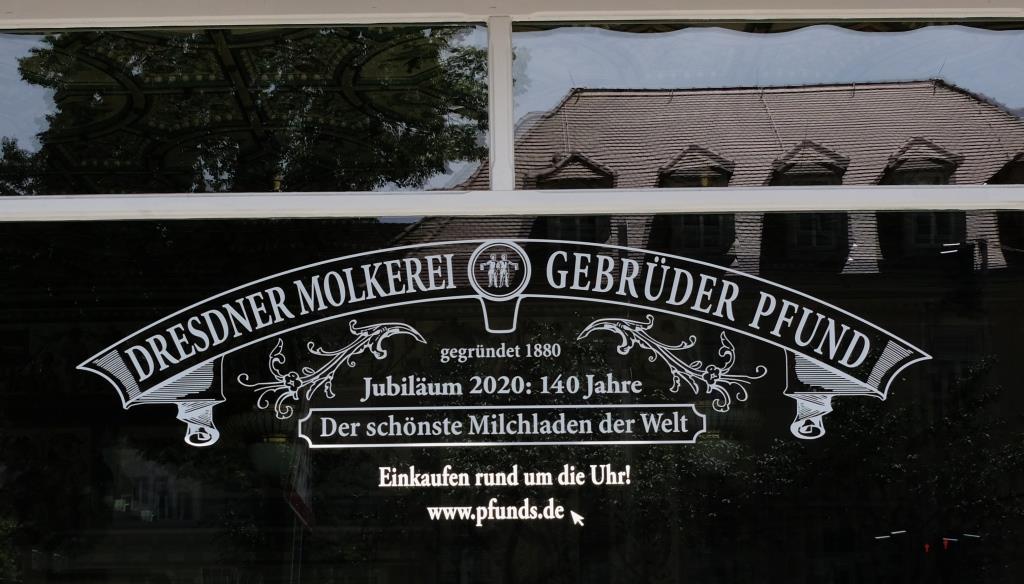 DRESDNER MOLKEREI GEBRÜDER PFUND
gegründet 1880
Jubiläum 2020: 140 Jahre
Der schönste Milchladen der Welt
Einkaufen rund um die Uhr!
www.pfunds.de